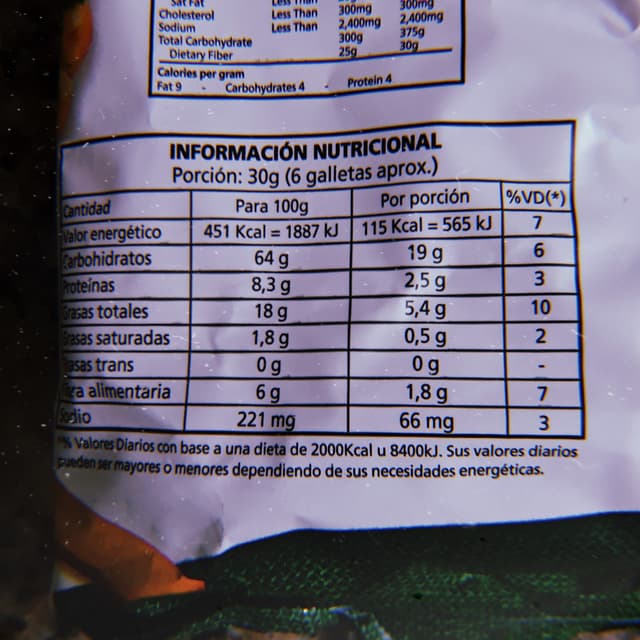 Sat Fat Less Than 300mg
Cholesterol Less Than 300mg 2,400mg
Sodium Less Than 2,400mg 375g
Total Carbohydrate 300g 30g
Dietary Fiber 25g
Calories per gram
Fat 9 - Carbohydrates 4 - Protein 4
INFORMACIÓN NUTRICIONAL
Porción: 30g (6 galletas aprox.)
Cantidad Para 100g Por porción %VD(*)
Valor energético 451 Kcal = 1887 kJ 115 Kcal = 565 kJ 7
Carbohidratos 64 g 19 g 6
Proteínas 8,3 g 2,5 g 3
Grasas totales 18 g 5,4 g 10
Grasas saturadas 1,8 g 0,5 g 2
asas trans 0 g 0 g -
ra alimentaria 6 g 1,8 g 7
dio 221 mg 66 mg 3
*% Valores Diarios con base a una dieta de 2000Kcal u 8400kJ. Sus valores diarios
pueden ser mayores o menores dependiendo de sus necesidades energéticas.